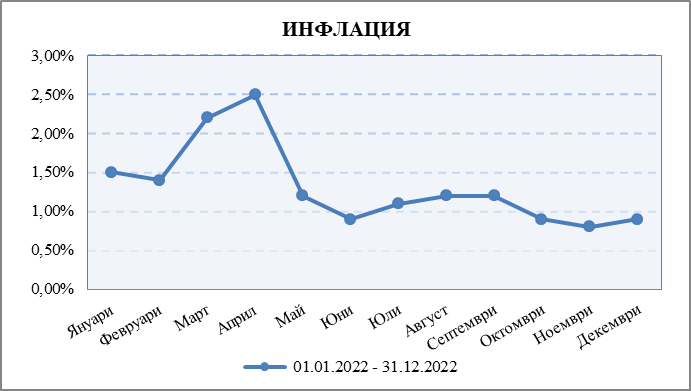 ИНФЛАЦИЯ
3,00%
2,50%
2,00%
1,50%
1,00%
0,50%
0,00%
Януари
Февруари
Март
Април
Май
Юни
Юли
Август
Септември
Октомври
Ноември
Декември
01.01.2022 - 31.12.2022